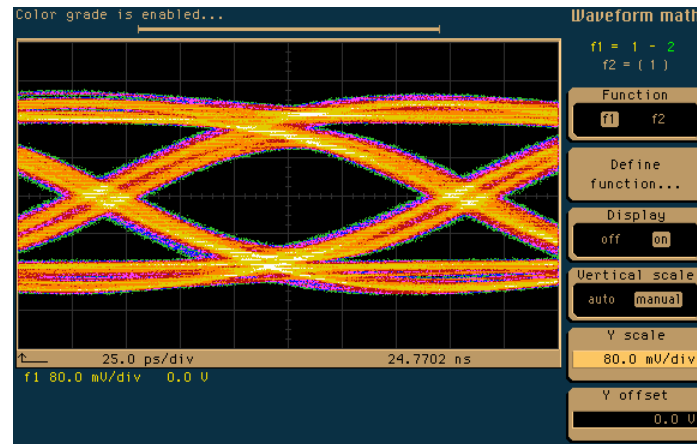 Color grade is enabled...
Waveform math
f1 = 1 - 2
f2 = ( 1 )
Function
f1 f2
Define
function...
Display
off on
Vertical scale
auto manual
Y scale
80.0 mV/div
Y offset
0.0 V
25.0 ps/div 24.7702 ns
f1 80.0 mV/div 0.0 V